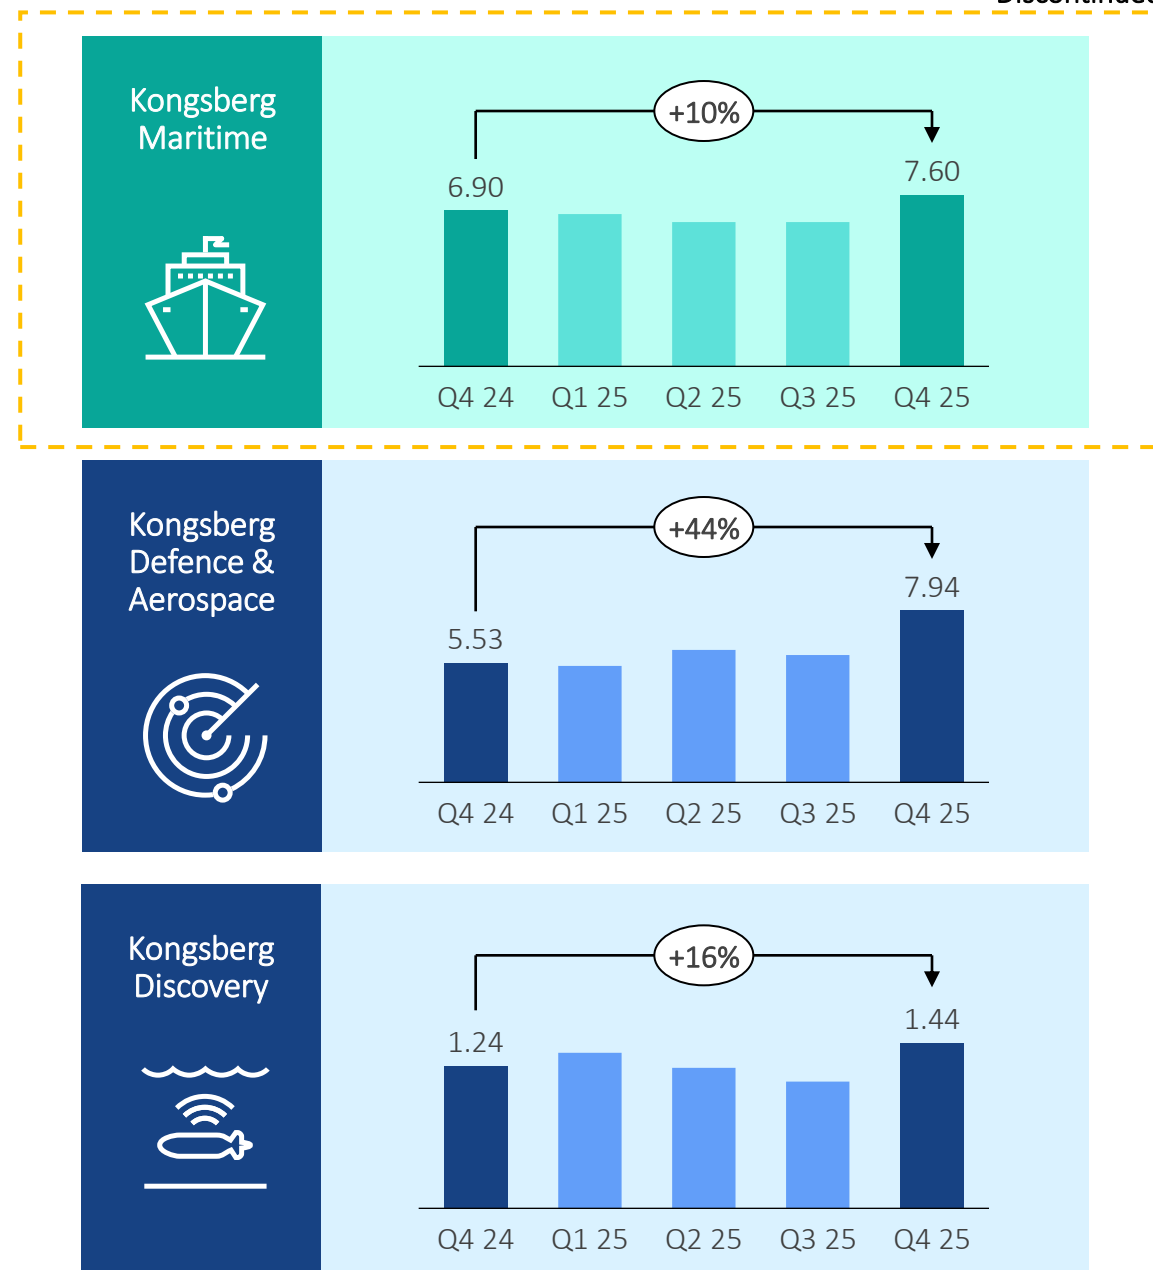 Kongsberg
Maritime
+10%
6.90
7.60
Q4 24 Q1 25 Q2 25 Q3 25 Q4 25
Kongsberg
Defence &
Aerospace
+44%
5.53
7.94
Q4 24 Q1 25 Q2 25 Q3 25 Q4 25
Kongsberg
Discovery
+16%
1.24
1.44
Q4 24 Q1 25 Q2 25 Q3 25 Q4 25